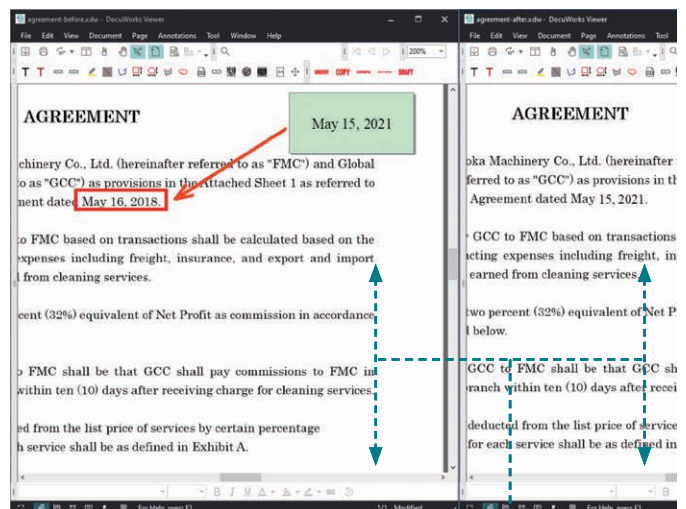 agreement-before.xdw - DocuWorks Viewer
File Edit View Document Page Annotations Tool Window Help
200%
COPY
DRAFT
AGREEMENT
May 15, 2021
chinery Co., Ltd. (hereinafter referred to as "FMC") and Global
to as "GCC") as provisions in the Attached Sheet 1 as referred to
ment dated May 16, 2018.
to FMC based on transactions shall be calculated based on the
expenses including freight, insurance, and export and import
l from cleaning services.
cent (32%) equivalent of Net Profit as commission in accordance
o FMC shall be that GCC shall pay commissions to FMC in
within ten (10) days after receiving charge for cleaning services.
ed from the list price of services by certain percentage
h service shall be as defined in Exhibit A.
For Help, press F1
1/1 Modified
agreement-after.xdw - DocuWorks Viewer
File Edit View Document Page Annotations Tool
AGREEMENT
oka Machinery Co., Ltd. (hereinafter
ferred to as "GCC") as provisions in th
Agreement dated May 15, 2021.
GCC to FMC based on transactions
acting expenses including freight, in
earned from cleaning services.
two percent (32%) equivalent of Net P
l below.
GCC to FMC shall be that GCC sh
ranch within ten (10) days after recei
deducted from the list price of service
for each service shall be as defined in
For Help, press F1